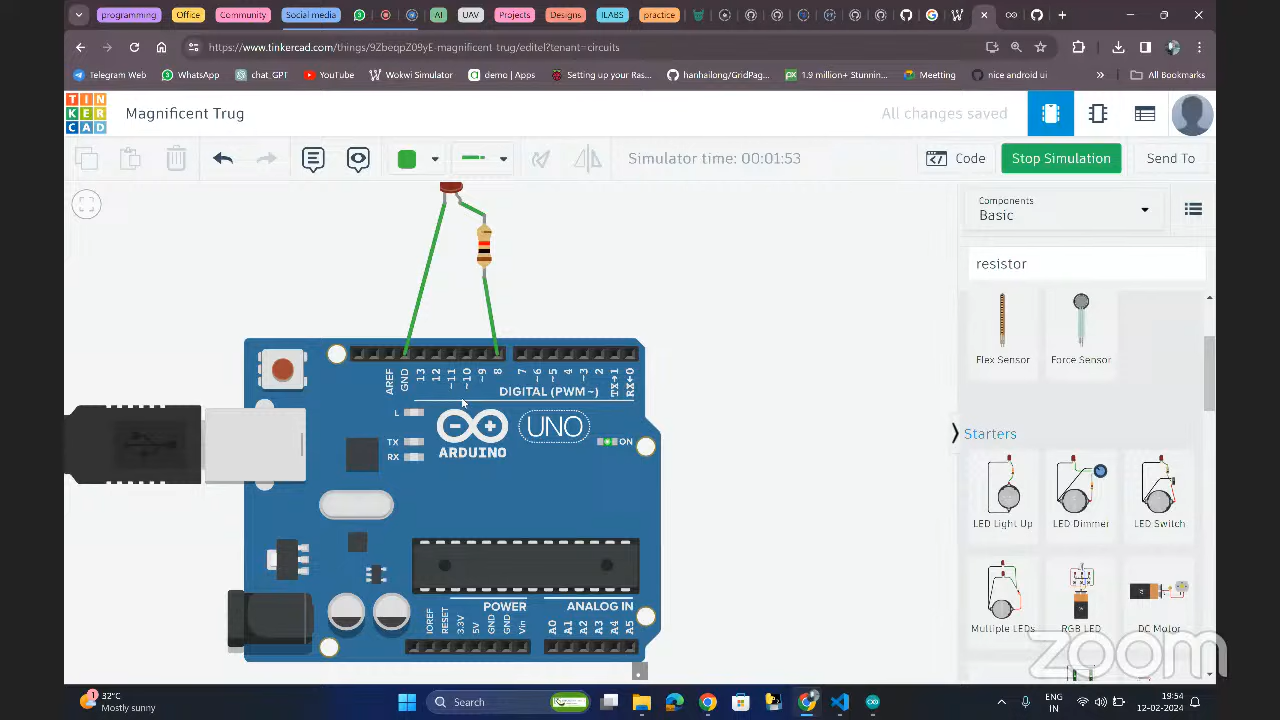 programming
Office
Community
Social media
AI
UAV
Projects
Designs
ILABS
practice
https://www.tinkercad.com/things/9ZbeqpZ09yE-magnificent-trug/editel?tenant=circuits
Telegram Web
WhatsApp
chat_GPT
YouTube
Wokwi Simulator
demo | Apps
Setting up your Ras...
hanhailong/GridPag...
1.9 million+ Stunnin...
Meetting
nice android ui
»
All Bookmarks
TIN
KER
CAD
Magnificent Trug
All changes saved
Simulator time: 00:01:53
Code
Stop Simulation
Send To
Components
Basic
resistor
Flex Sensor
Force Sensor
Starters
LED Light Up
LED Dimmer
LED Switch
Multiple LEDs
RGB LED
DC Motor
AREF
GND
13
12
~11
~10
~9
8
7
~6
~5
4
~3
2
TX→1
RX←0
DIGITAL (PWM ~)
L
TX
RX
UNO
ON
ARDUINO
POWER
ANALOG IN
IOREF
RESET
3.3V
5V
GND
GND
Vin
A0
A1
A2
A3
A4
A5
zoom
32°C
Mostly sunny
1
Search
ENG
IN
19:54
12-02-2024